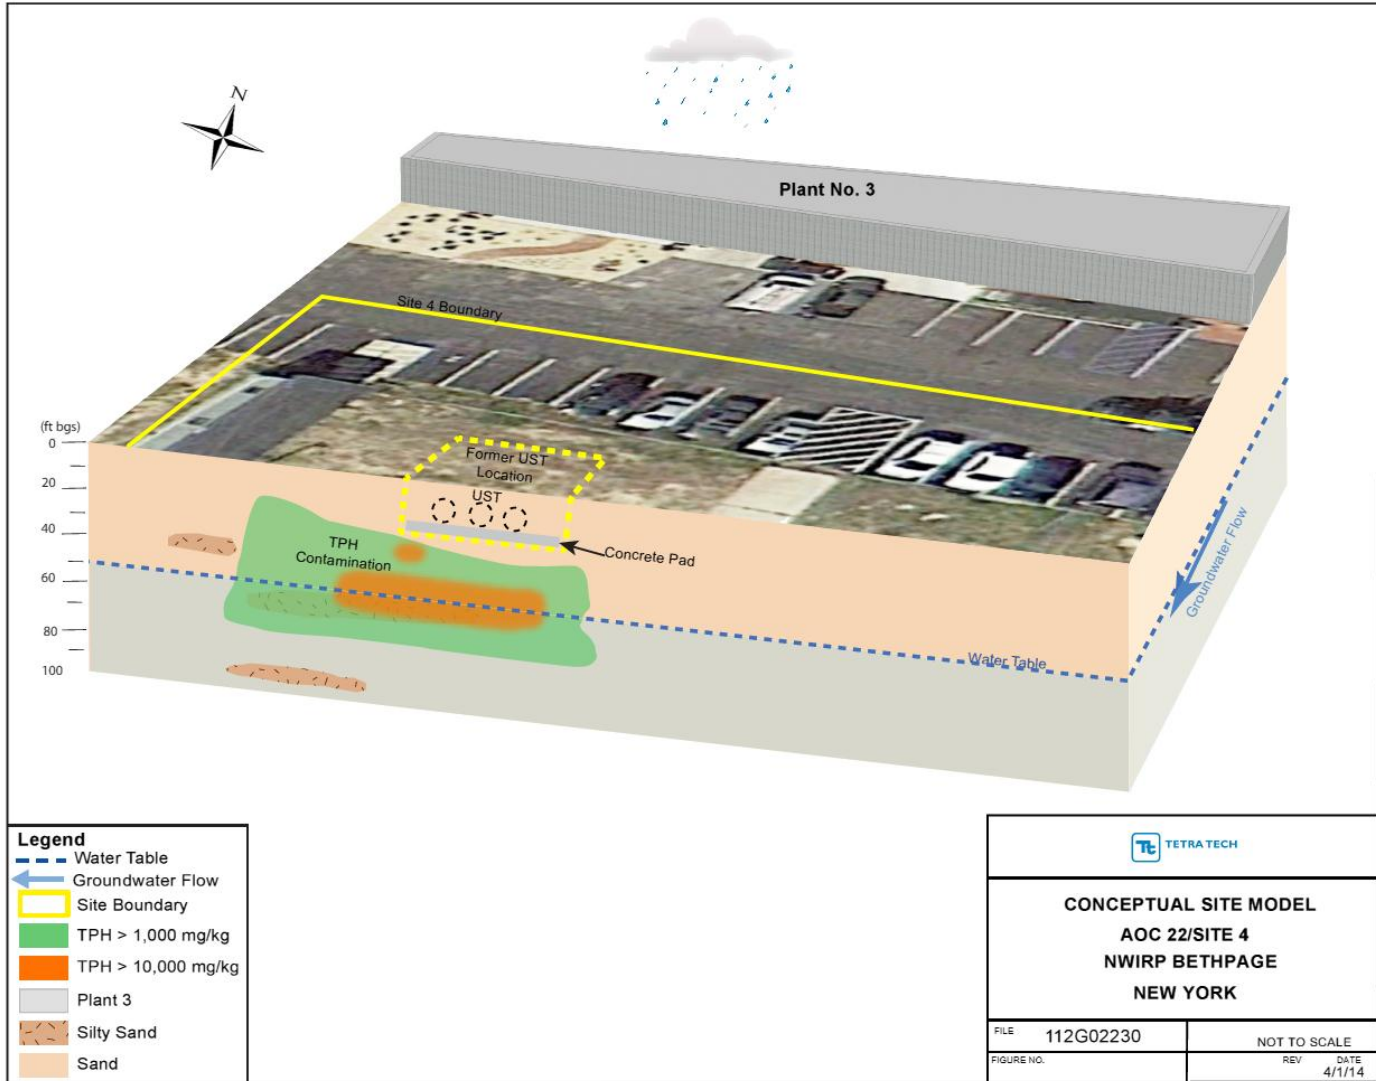 N
Plant No. 3
Site 4 Boundary
(ft bgs)
0
20
40
60
80
100
Former UST
Location
UST
TPH
Contamination
Concrete Pad
Groundwater Flow
Water Table
Legend
Water Table
Groundwater Flow
Site Boundary
TPH > 1,000 mg/kg
TPH > 10,000 mg/kg
Plant 3
Silty Sand
Sand
Tt TETRA TECH
CONCEPTUAL SITE MODEL
AOC 22/SITE 4
NWIRP BETHPAGE
NEW YORK
FILE 112G02230
NOT TO SCALE
FIGURE NO.
REV DATE
4/1/14